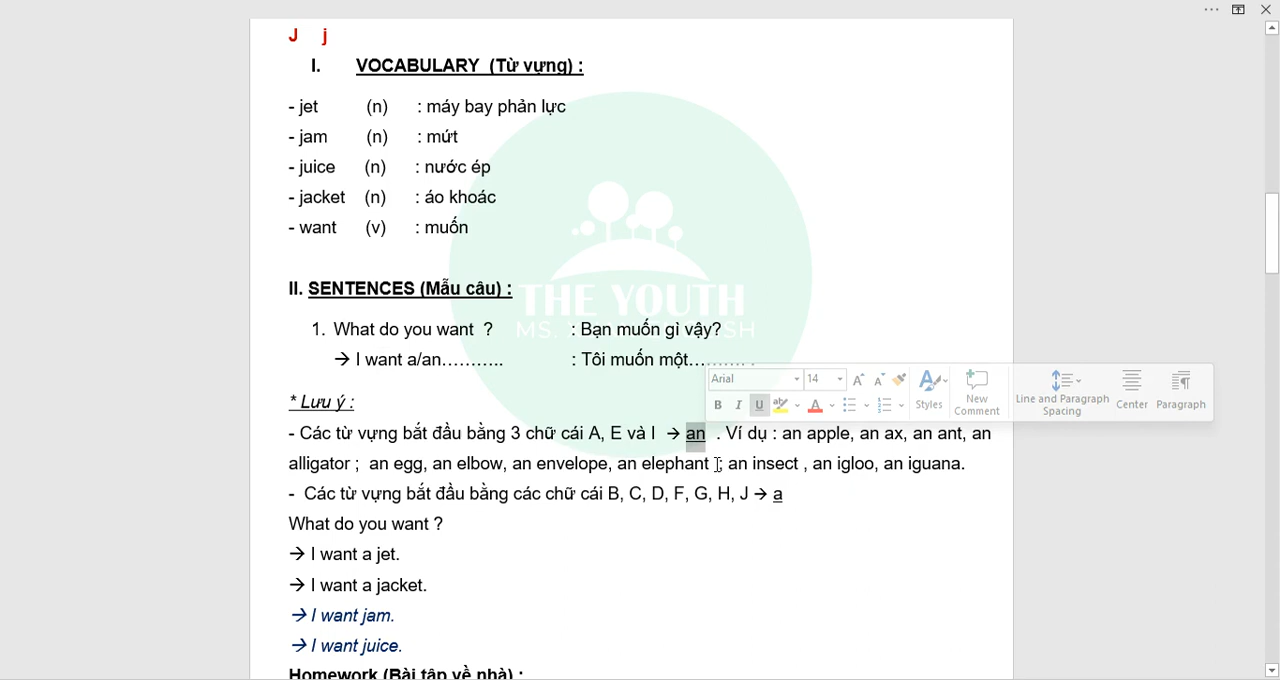 J j
I. VOCABULARY (Từ vựng) :
- jet (n) : máy bay phản lực
- jam (n) : mứt
- juice (n) : nước ép
- jacket (n) : áo khoác
- want (v) : muốn
II. SENTENCES (Mẫu câu) :
THE YOUTH
1. What do you want ? : Bạn muốn gì vậy?
→ I want a/an……….. : Tôi muốn một………. .
Arial 14
B I U New Comment Styles Line and Paragraph Spacing Center Paragraph
* Lưu ý :
- Các từ vựng bắt đầu bằng 3 chữ cái A, E và I → an . Ví dụ : an apple, an ax, an ant, an
alligator ; an egg, an elbow, an envelope, an elephant ; an insect , an igloo, an iguana.
- Các từ vựng bắt đầu bằng các chữ cái B, C, D, F, G, H, J → a
What do you want ?
→ I want a jet.
→ I want a jacket.
→ I want jam.
→ I want juice.
Homework (Bài tập về nhà) :